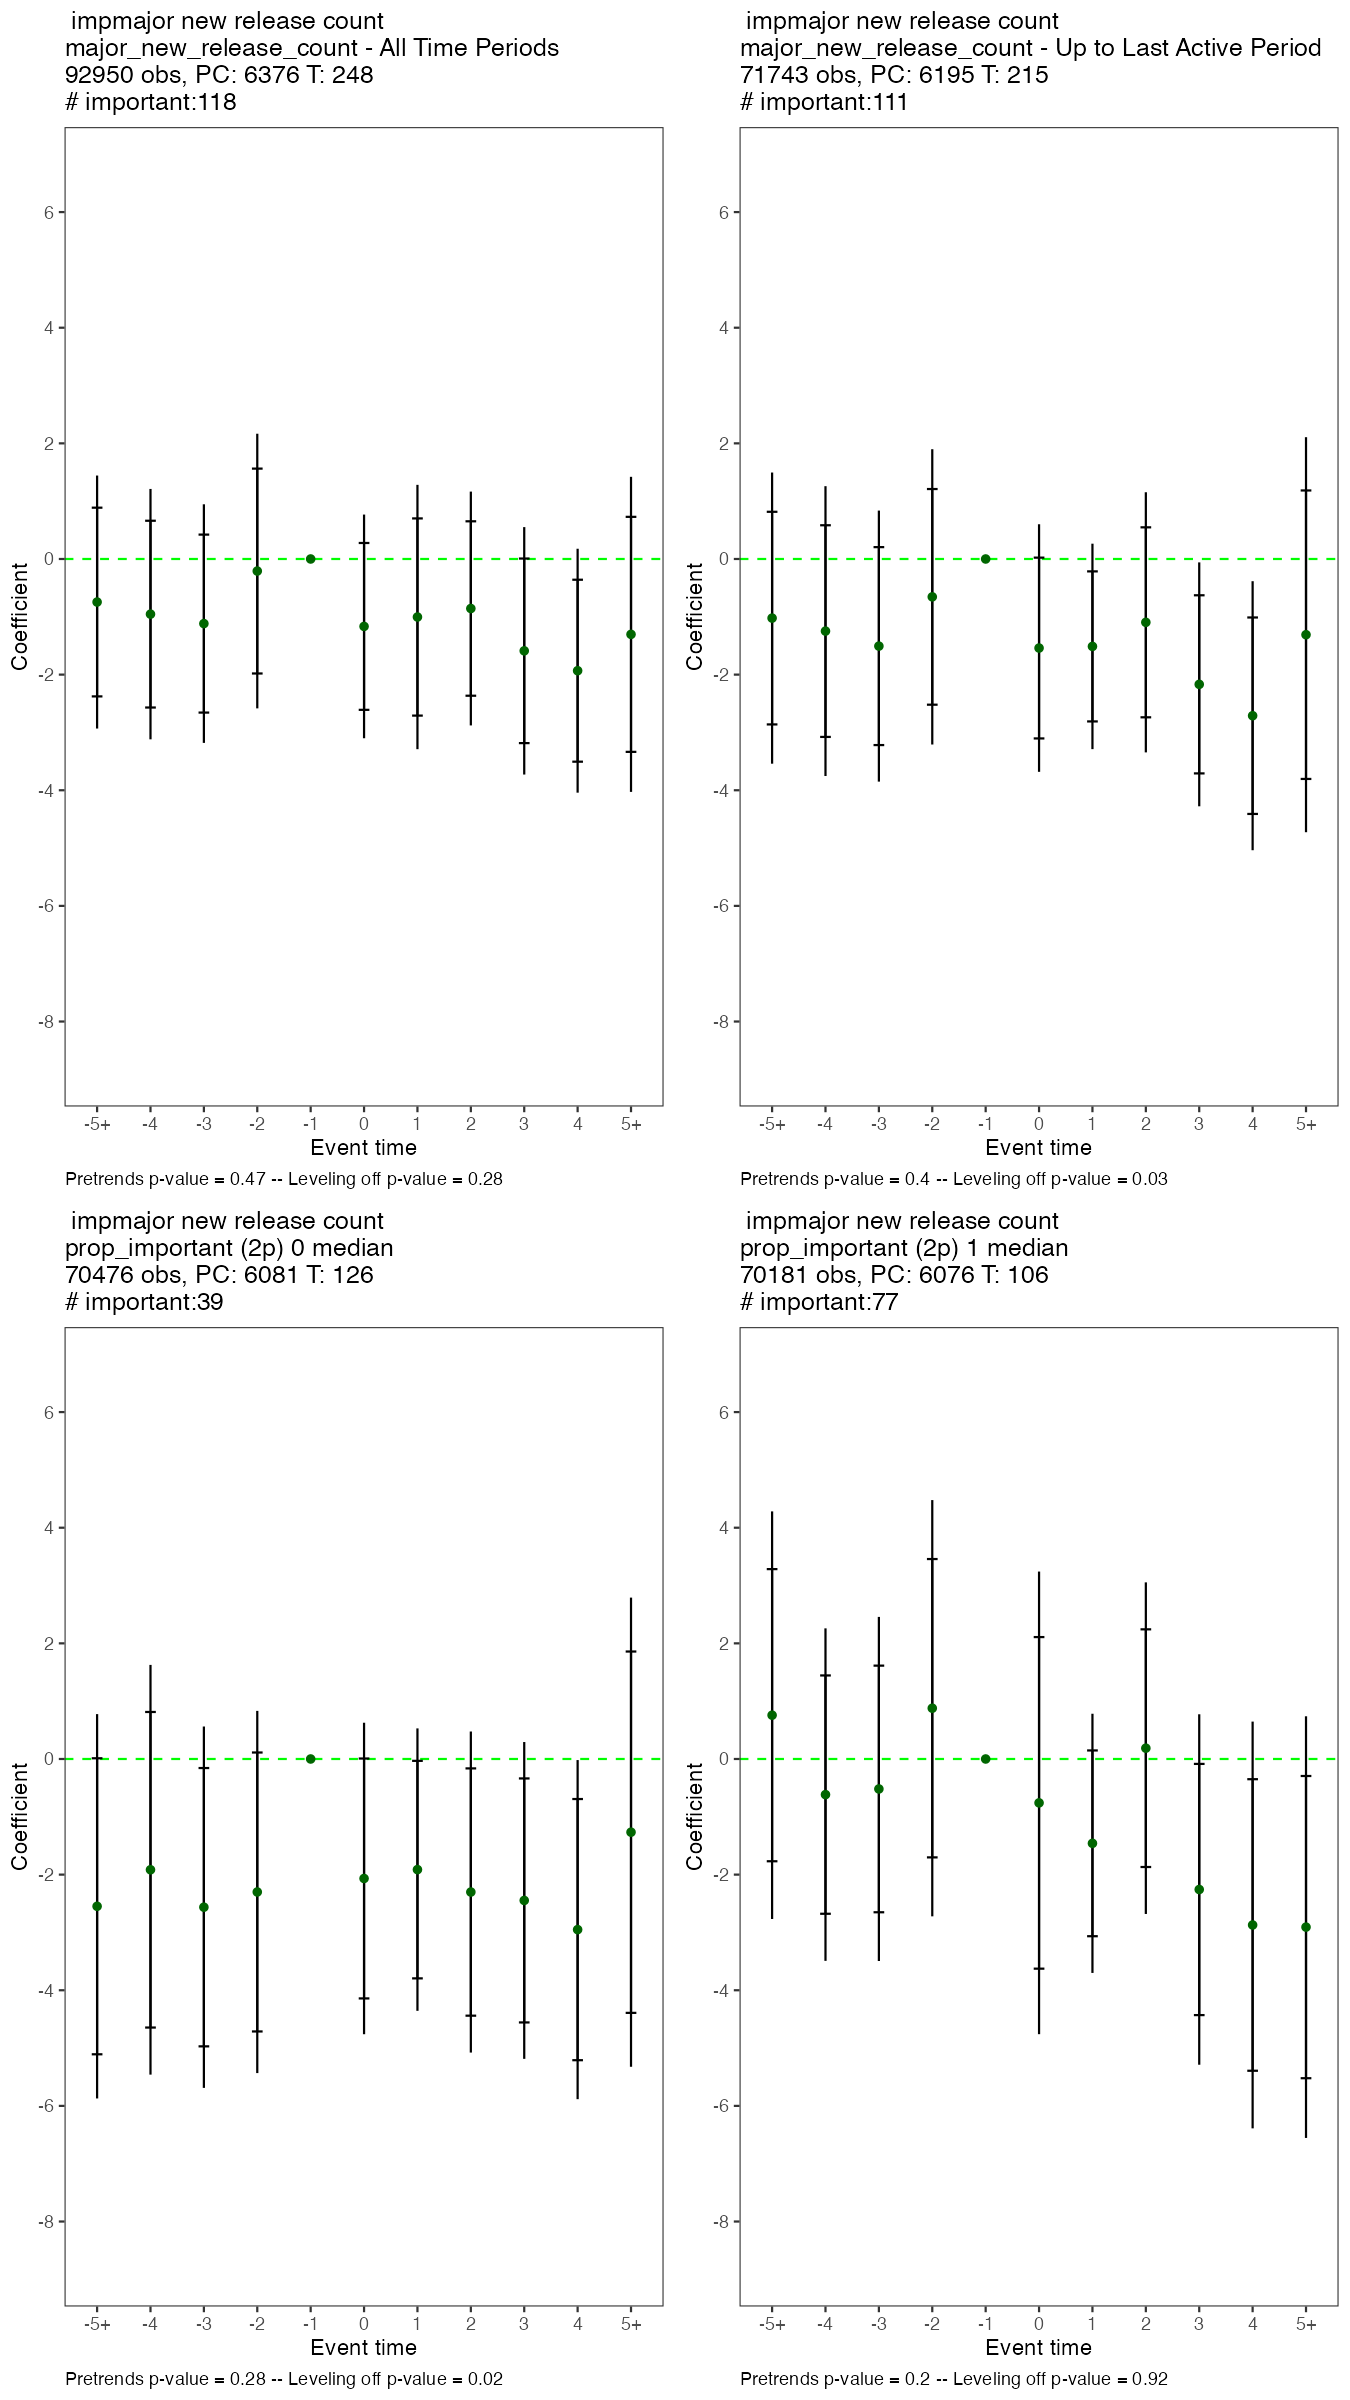 impmajor new release count
major_new_release_count - All Time Periods
92950 obs, PC: 6376 T: 248
# important:118
6
4
2
0
-2
-4
-6
-8
Coefficient
-5+ -4 -3 -2 -1 0 1 2 3 4 5+
Event time
Pretrends p-value = 0.47 -- Leveling off p-value = 0.28
impmajor new release count
major_new_release_count - Up to Last Active Period
71743 obs, PC: 6195 T: 215
# important:111
6
4
2
0
-2
-4
-6
-8
Coefficient
-5+ -4 -3 -2 -1 0 1 2 3 4 5+
Event time
Pretrends p-value = 0.4 -- Leveling off p-value = 0.03
impmajor new release count
prop_important (2p) 0 median
70476 obs, PC: 6081 T: 126
# important:39
6
4
2
0
-2
-4
-6
-8
Coefficient
-5+ -4 -3 -2 -1 0 1 2 3 4 5+
Event time
Pretrends p-value = 0.28 -- Leveling off p-value = 0.02
impmajor new release count
prop_important (2p) 1 median
70181 obs, PC: 6076 T: 106
# important:77
6
4
2
0
-2
-4
-6
-8
Coefficient
-5+ -4 -3 -2 -1 0 1 2 3 4 5+
Event time
Pretrends p-value = 0.2 -- Leveling off p-value = 0.92